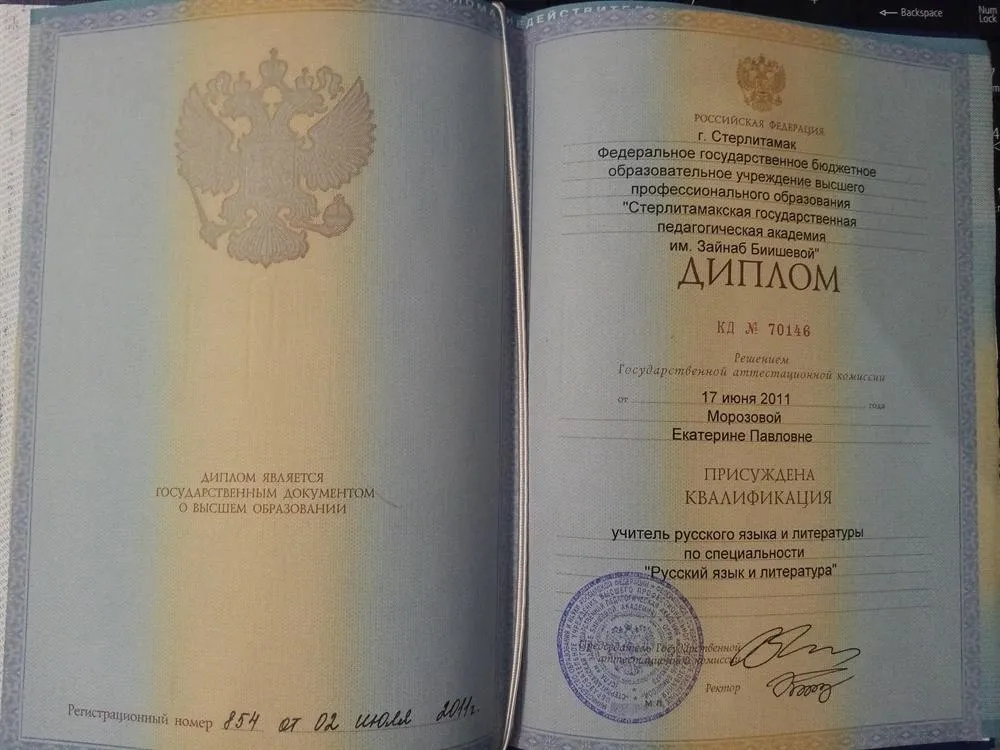 ДИПЛОМ ЯВЛЯЕТСЯ
ГОСУДАРСТВЕННЫМ ДОКУМЕНТОМ
О ВЫСШЕМ ОБРАЗОВАНИИ
Регистрационный номер 854 от 02 июля 2011г.
РОССИЙСКАЯ ФЕДЕРАЦИЯ
г. Стерлитамак
Федеральное государственное бюджетное
образовательное учреждение высшего
профессионального образования
"Стерлитамакская государственная
педагогическая академия
им. Зайнаб Биишевой"
ДИПЛОМ
КД № 70146
Решением
Государственной аттестационной комиссии
от 17 июня 2011 года
Морозовой
Екатерине Павловне
ПРИСУЖДЕНА
КВАЛИФИКАЦИЯ
учитель русского языка и литературы
по специальности
"Русский язык и литература"
Председатель Государственной
аттестационной комиссии
Ректор
М.П.
Backspace
Num
Lock